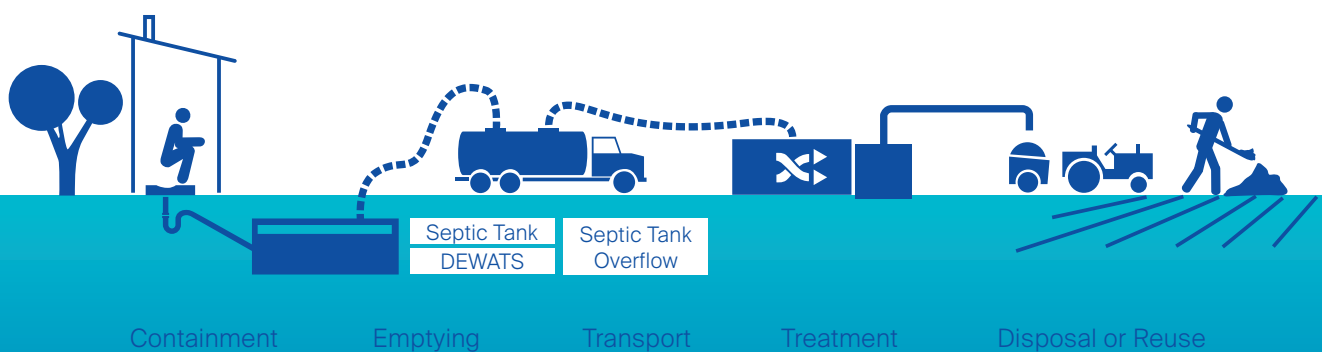 Septic Tank
DEWATS
Septic Tank
Overflow
Containment
Emptying
Transport
Treatment
Disposal or Reuse